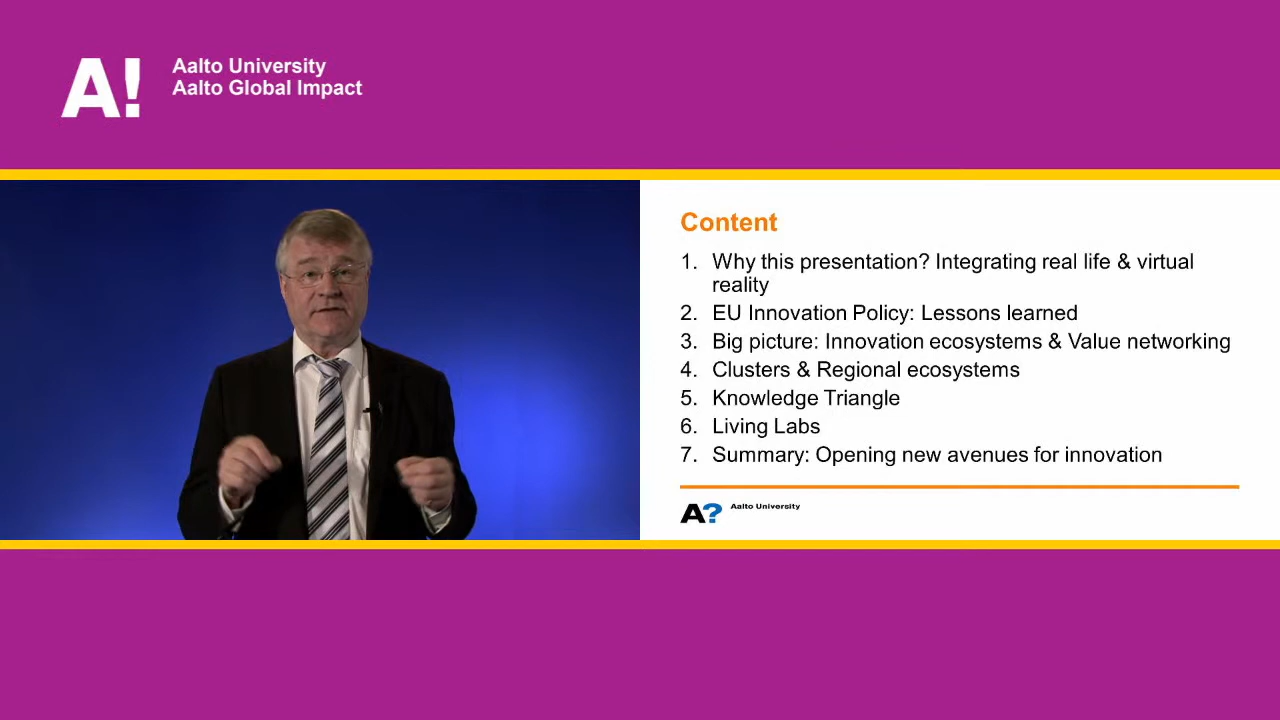 A!
Aalto University
Aalto Global Impact
Content
1. Why this presentation? Integrating real life & virtual
reality
2. EU Innovation Policy: Lessons learned
3. Big picture: Innovation ecosystems & Value networking
4. Clusters & Regional ecosystems
5. Knowledge Triangle
6. Living Labs
7. Summary: Opening new avenues for innovation
A? Aalto University